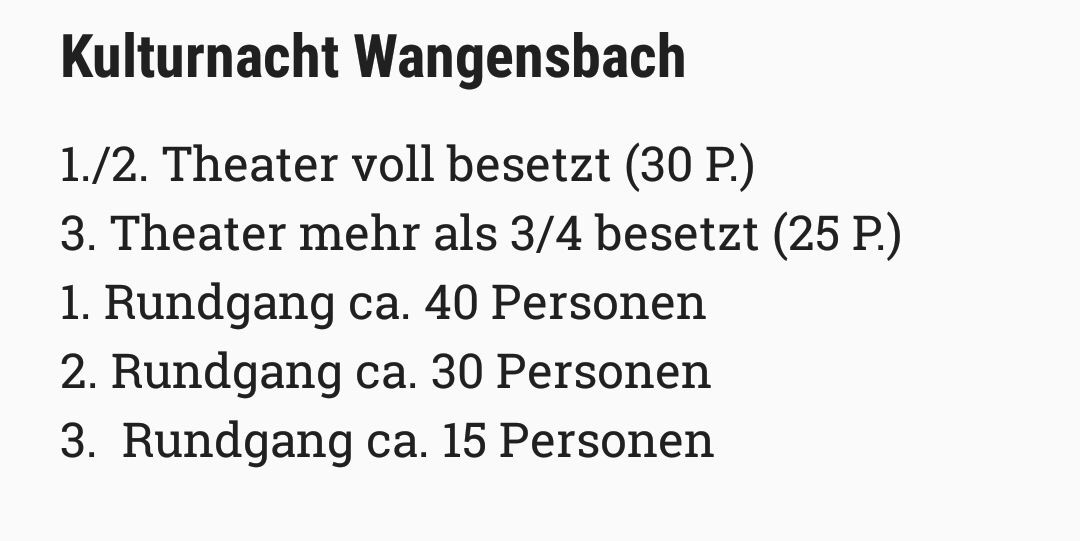 Kulturnacht Wangensbach
1./2. Theater voll besetzt (30 P.)
3. Theater mehr als 3/4 besetzt (25 P.)
1. Rundgang ca. 40 Personen
2. Rundgang ca. 30 Personen
3.  Rundgang ca. 15 Personen